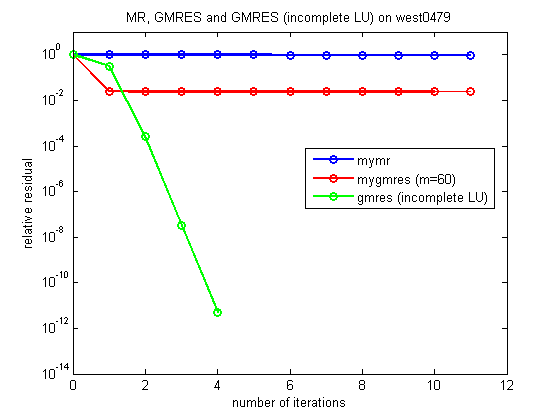 MR, GMRES and GMRES (incomplete LU) on west0479
10^0
10^-2
10^-4
10^-6
10^-8
10^-10
10^-12
10^-14
relative residual
mymr
mygmres (m=60)
gmres (incomplete LU)
0 2 4 6 8 10 12
number of iterations